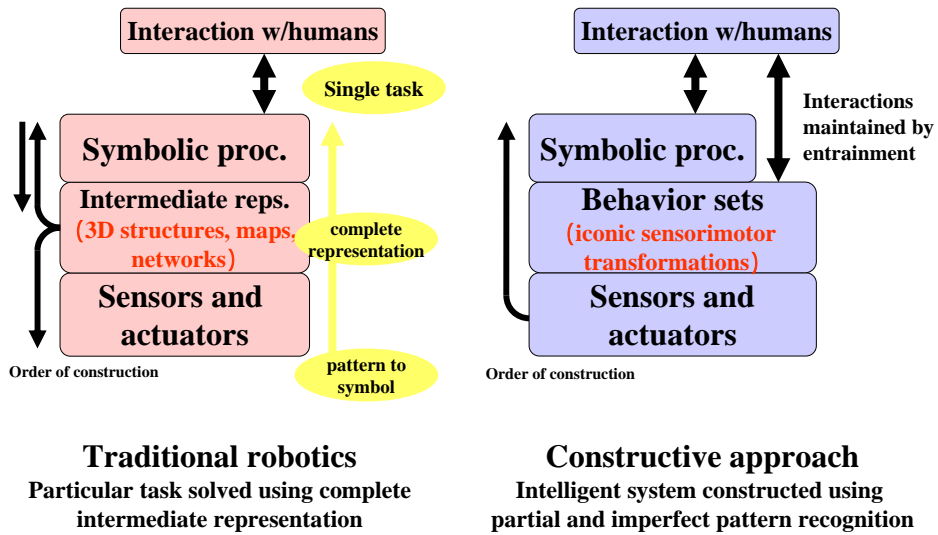 Interaction w/humans
Single task
Symbolic proc.
Intermediate reps.
(3D structures, maps,
networks)
complete
representation
Sensors and
actuators
pattern to
symbol
Order of construction
Traditional robotics
Particular task solved using complete
intermediate representation
Interaction w/humans
Interactions
maintained by
entrainment
Symbolic proc.
Behavior sets
(iconic sensorimotor
transformations)
Sensors and
actuators
Order of construction
Constructive approach
Intelligent system constructed using
partial and imperfect pattern recognition